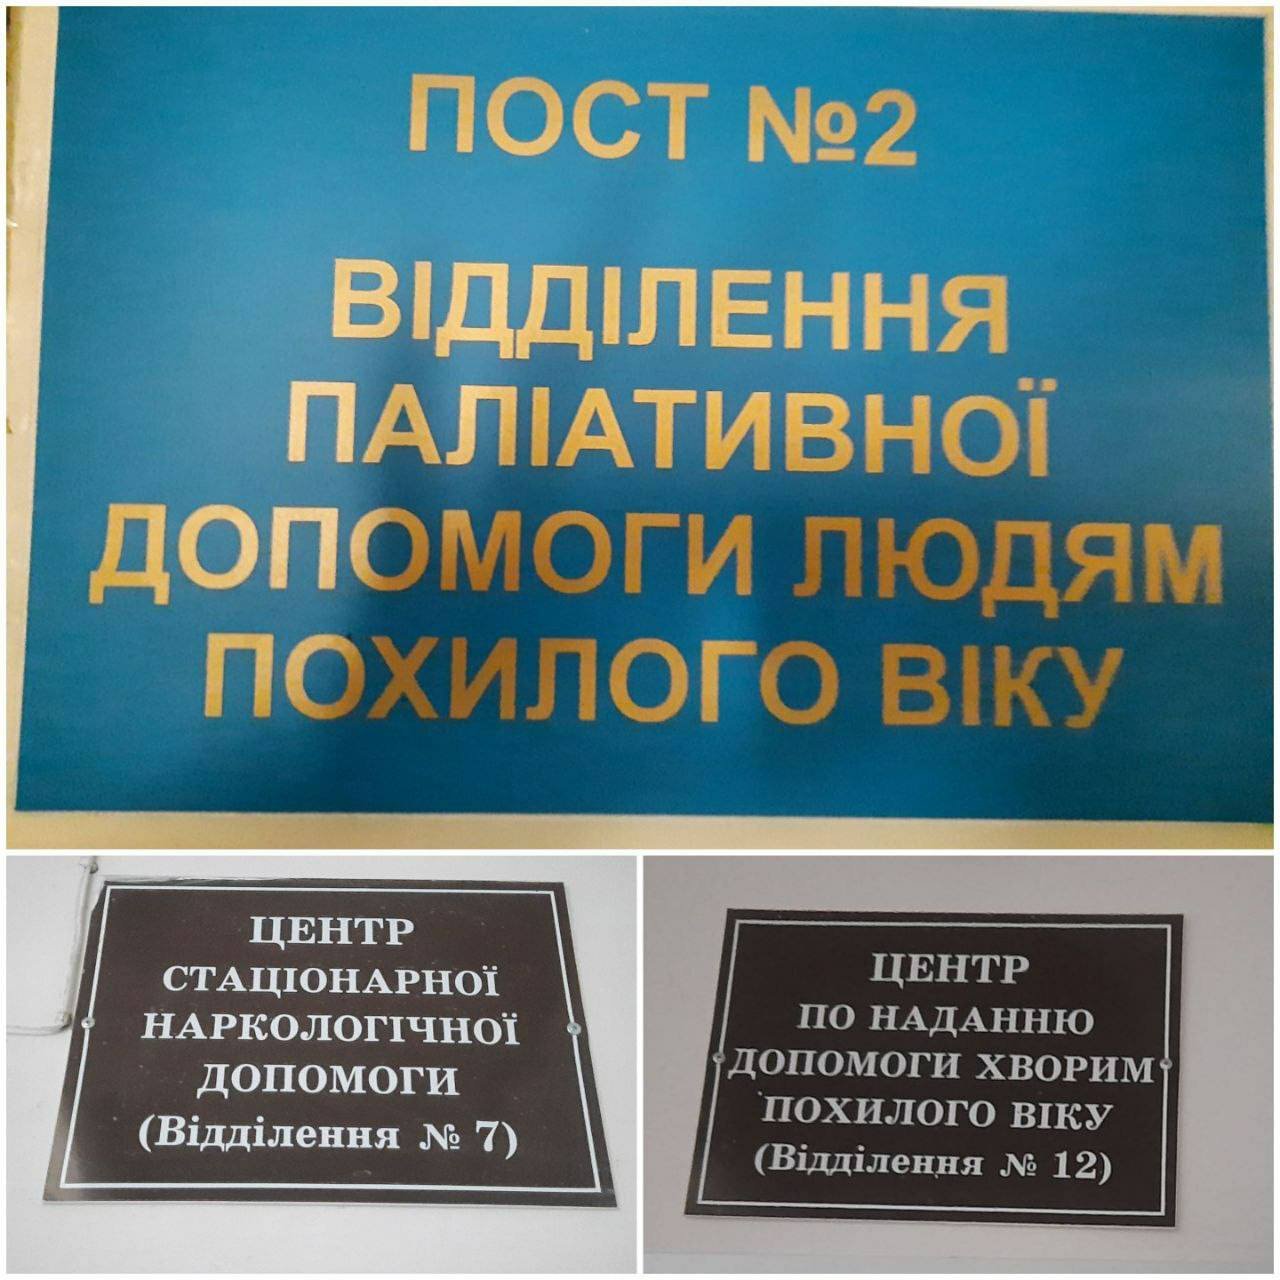 ПОСТ №2
ВІДДІЛЕННЯ
ПАЛІАТИВНОЇ
ДОПОМОГИ ЛЮДЯМ
ПОХИЛОГО ВІКУ
ЦЕНТР
СТАЦІОНАРНОЇ
НАРКОЛОГІЧНОЇ
ДОПОМОГИ
(Відділення № 7)
ЦЕНТР
ПО НАДАННЮ
ДОПОМОГИ ХВОРИМ
ПОХИЛОГО ВІКУ
(Відділення № 12)